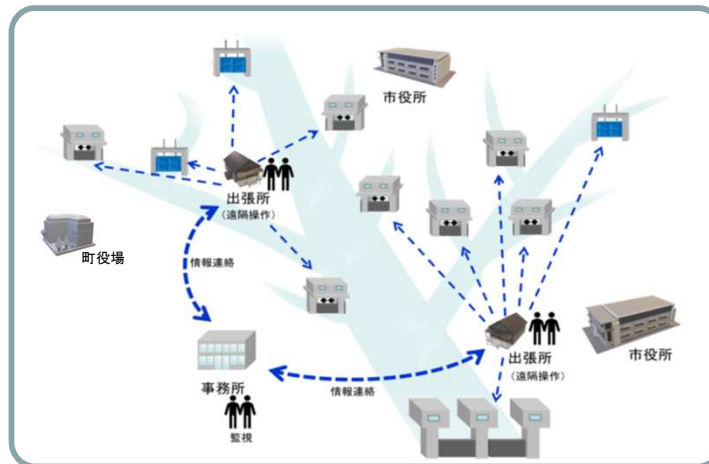 市役所
出張所
（遠隔操作）
町役場
情報連絡
出張所
（遠隔操作）
市役所
事務所
情報連絡
監視